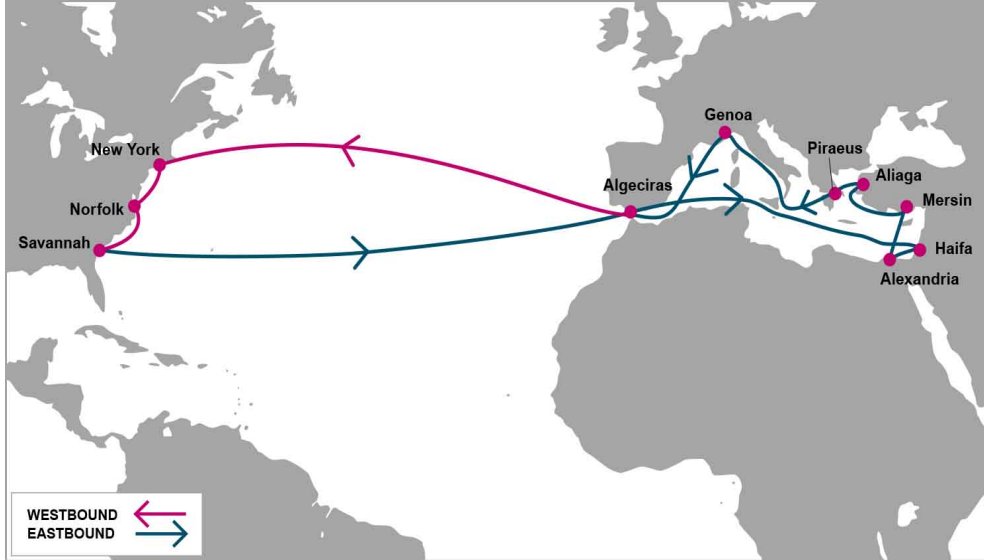 Genoa
New York
Piraeus
Aliaga
Algeciras
Mersin
Norfolk
Savannah
Haifa
Alexandria
WESTBOUND
EASTBOUND